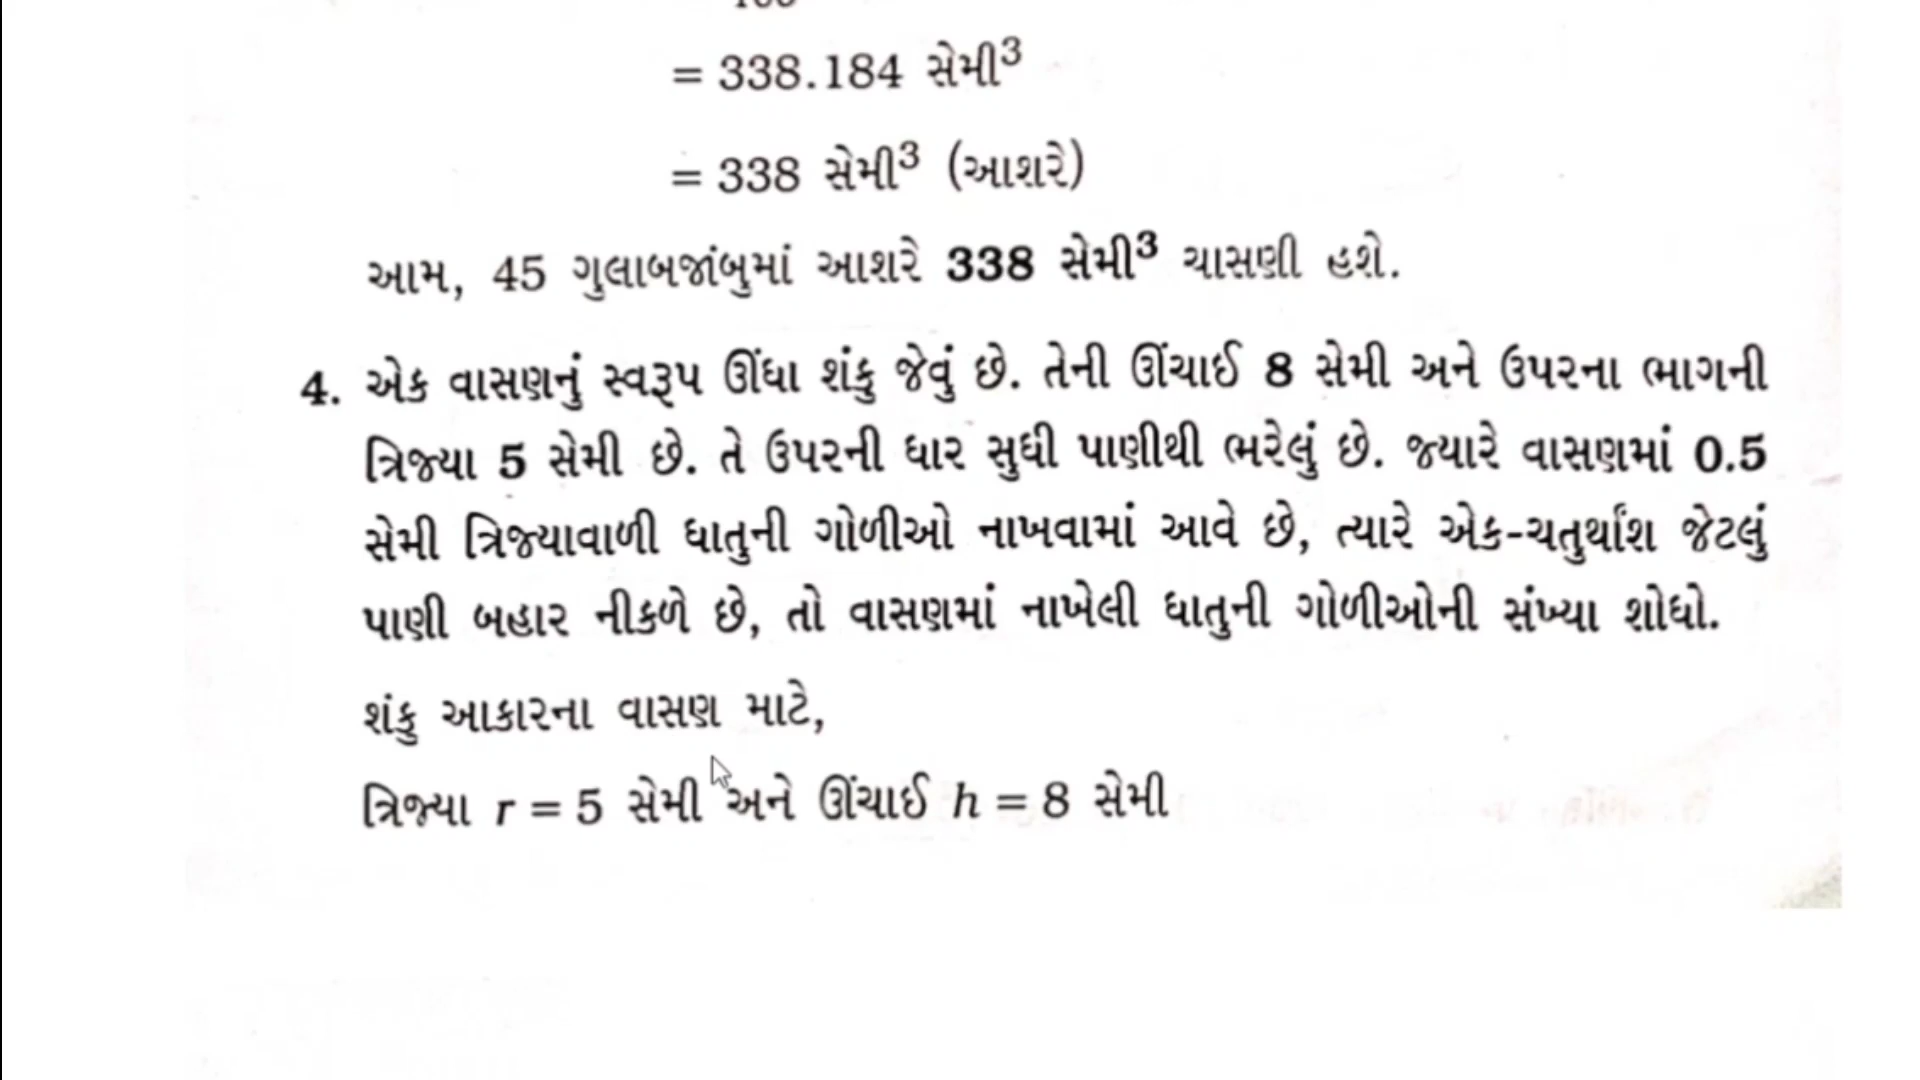 = 338.184 સેમી³
= 338 સેમી³ (આશરે)
આમ, 45 ગુલાબજાંબુમાં આશરે 338 સેમી³ ચાસણી હશે.
4. એક વાસણનું સ્વરૂપ ઊંધા શંકુ જેવું છે. તેની ઊંચાઈ 8 સેમી અને ઉપરના ભાગની
ત્રિજ્યા 5 સેમી છે. તે ઉપરની ધાર સુધી પાણીથી ભરેલું છે. જ્યારે વાસણમાં 0.5
સેમી ત્રિજ્યાવાળી ધાતુની ગોળીઓ નાખવામાં આવે છે, ત્યારે એક-ચતુર્થાંશ જેટલું
પાણી બહાર નીકળે છે, તો વાસણમાં નાખેલી ધાતુની ગોળીઓની સંખ્યા શોધો.
શંકુ આકારના વાસણ માટે,
ત્રિજ્યા r = 5 સેમી અને ઊંચાઈ h = 8 સેમી